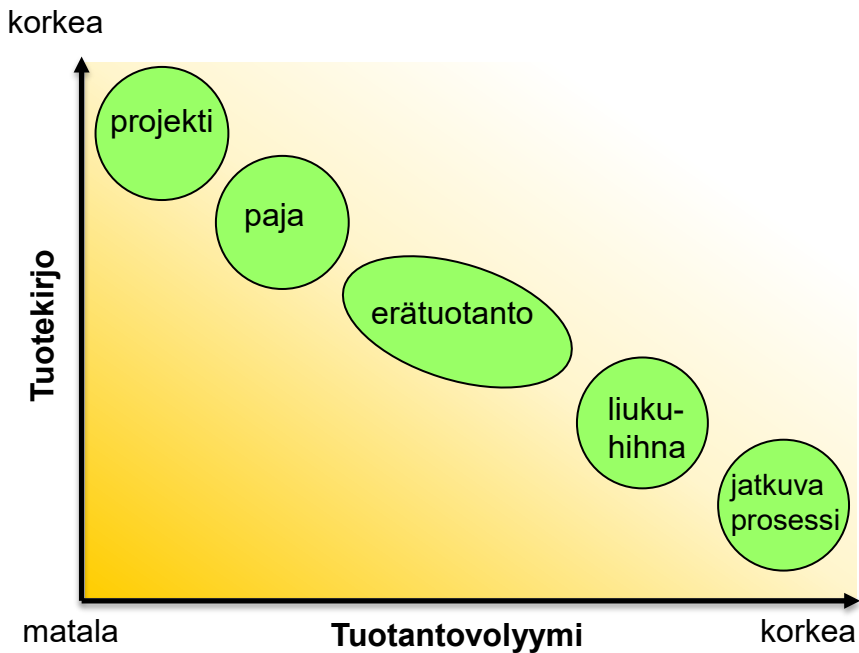 korkea
projekti
paja
erätuotanto
Tuotekirjo
liuku-
hihna
jatkuva
prosessi
matala
Tuotantovolyymi
korkea